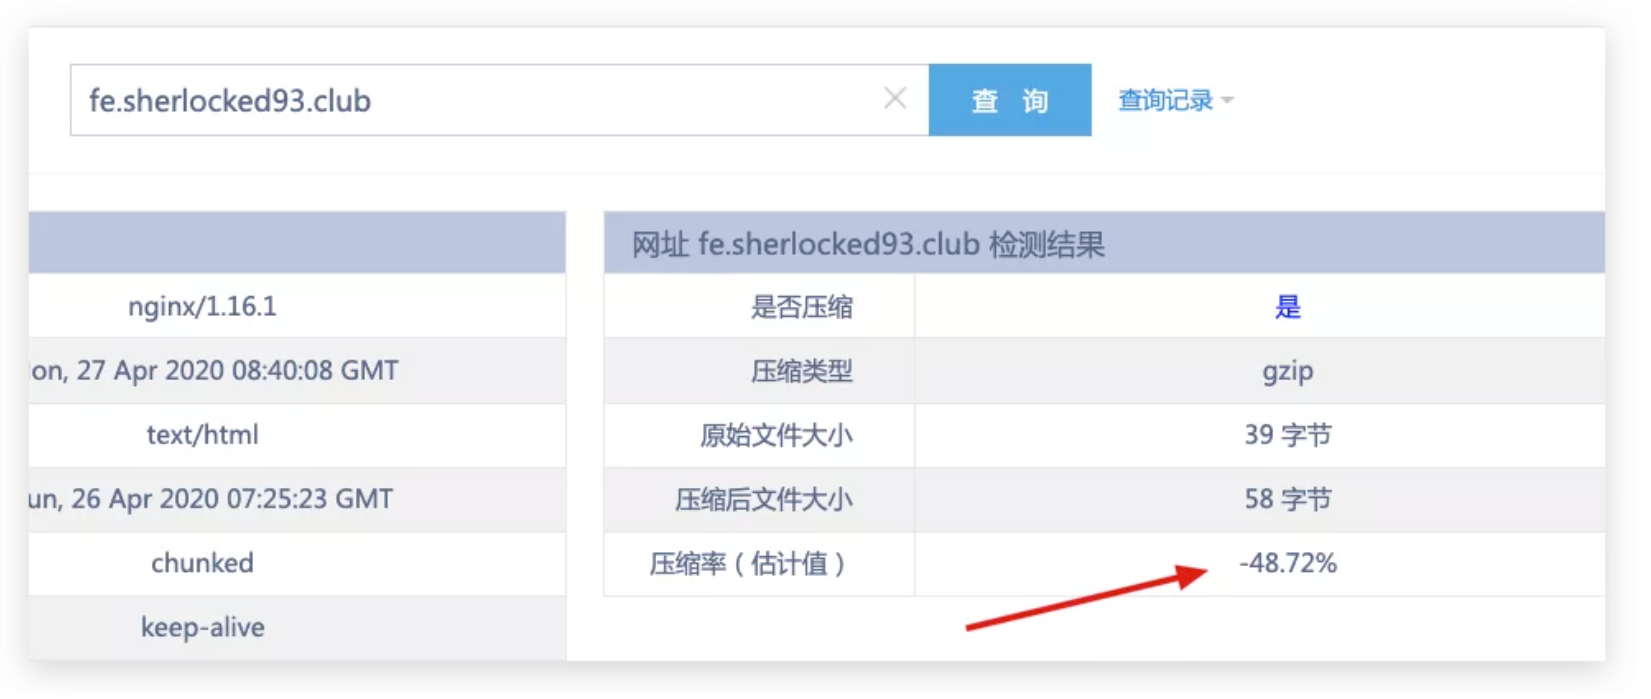 fe.sherlocked93.club
查 询
查询记录
网址 fe.sherlocked93.club 检测结果
nginx/1.16.1
是否压缩 是
on, 27 Apr 2020 08:40:08 GMT
压缩类型 gzip
text/html
原始文件大小 39 字节
un, 26 Apr 2020 07:25:23 GMT
压缩后文件大小 58 字节
chunked
压缩率（估计值） -48.72%
keep-alive